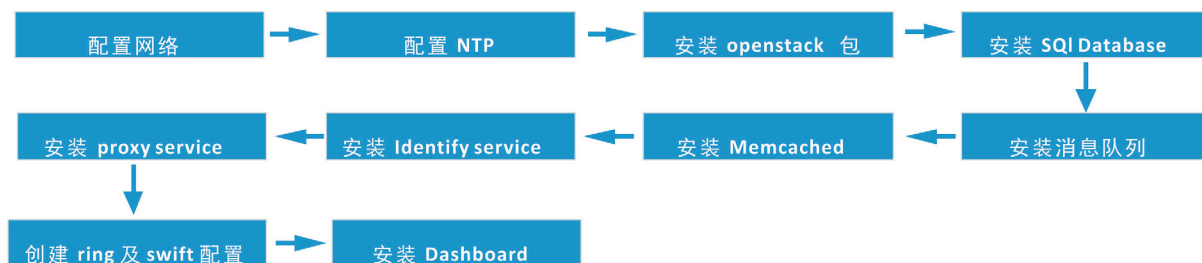 配置网络
配置 NTP
安装 openstack 包
安装 SQl Database
安装消息队列
安装 Memcached
安装 Identify service
安装 proxy service
创建 ring 及 swift 配置
安装 Dashboard